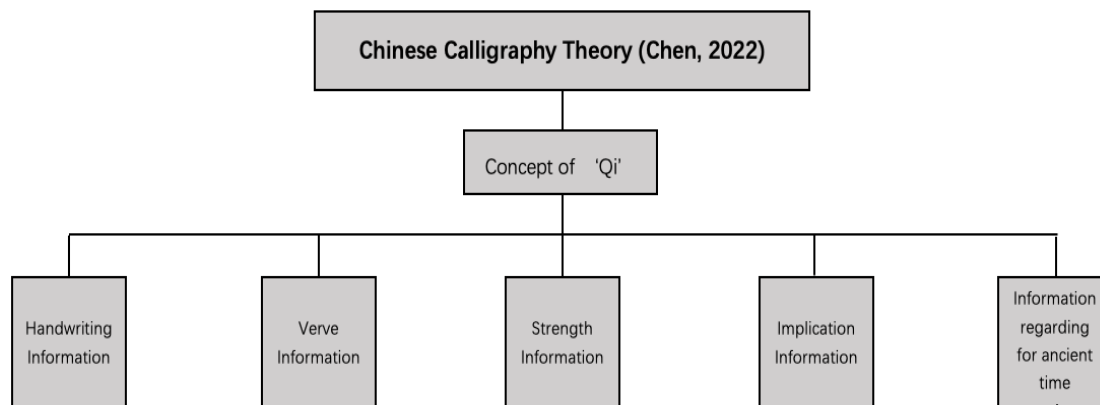 Chinese Calligraphy Theory (Chen, 2022)
Concept of 'Qi'
Handwriting
Information
Verve
Information
Strength
Information
Implication
Information
Information
regarding
for ancient
time